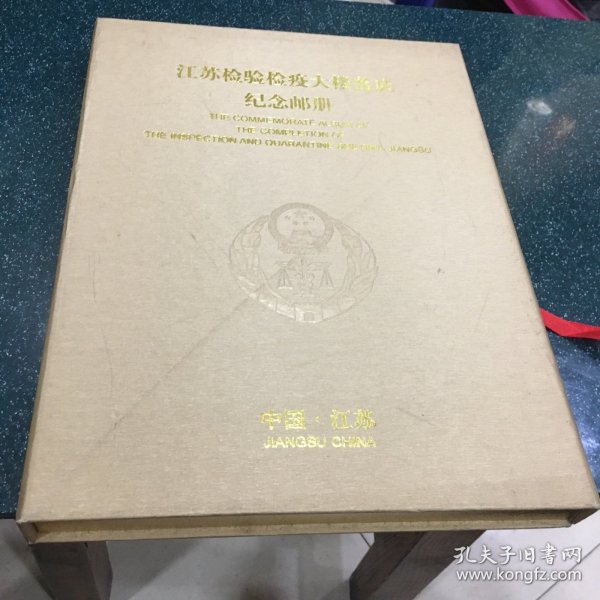 江苏检验检疫大楼落成
纪念邮册
THE COMMEMORATE ALBUM OF
THE COMPLETION OF
THE INSPECTION AND QUARANTINE BUILDING JIANGSU
中国·江苏
JIANGSU CHINA
孔夫子旧书网
www.kongfz.com